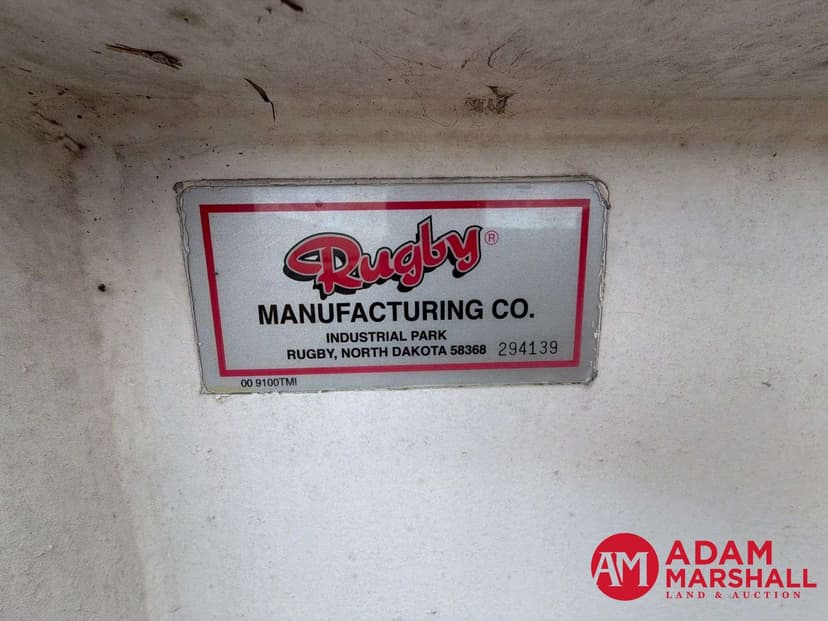 Rugby®
MANUFACTURING CO.
INDUSTRIAL PARK
RUGBY, NORTH DAKOTA 58368 294139
00 9100TMI
AM ADAM
MARSHALL
LAND & AUCTION